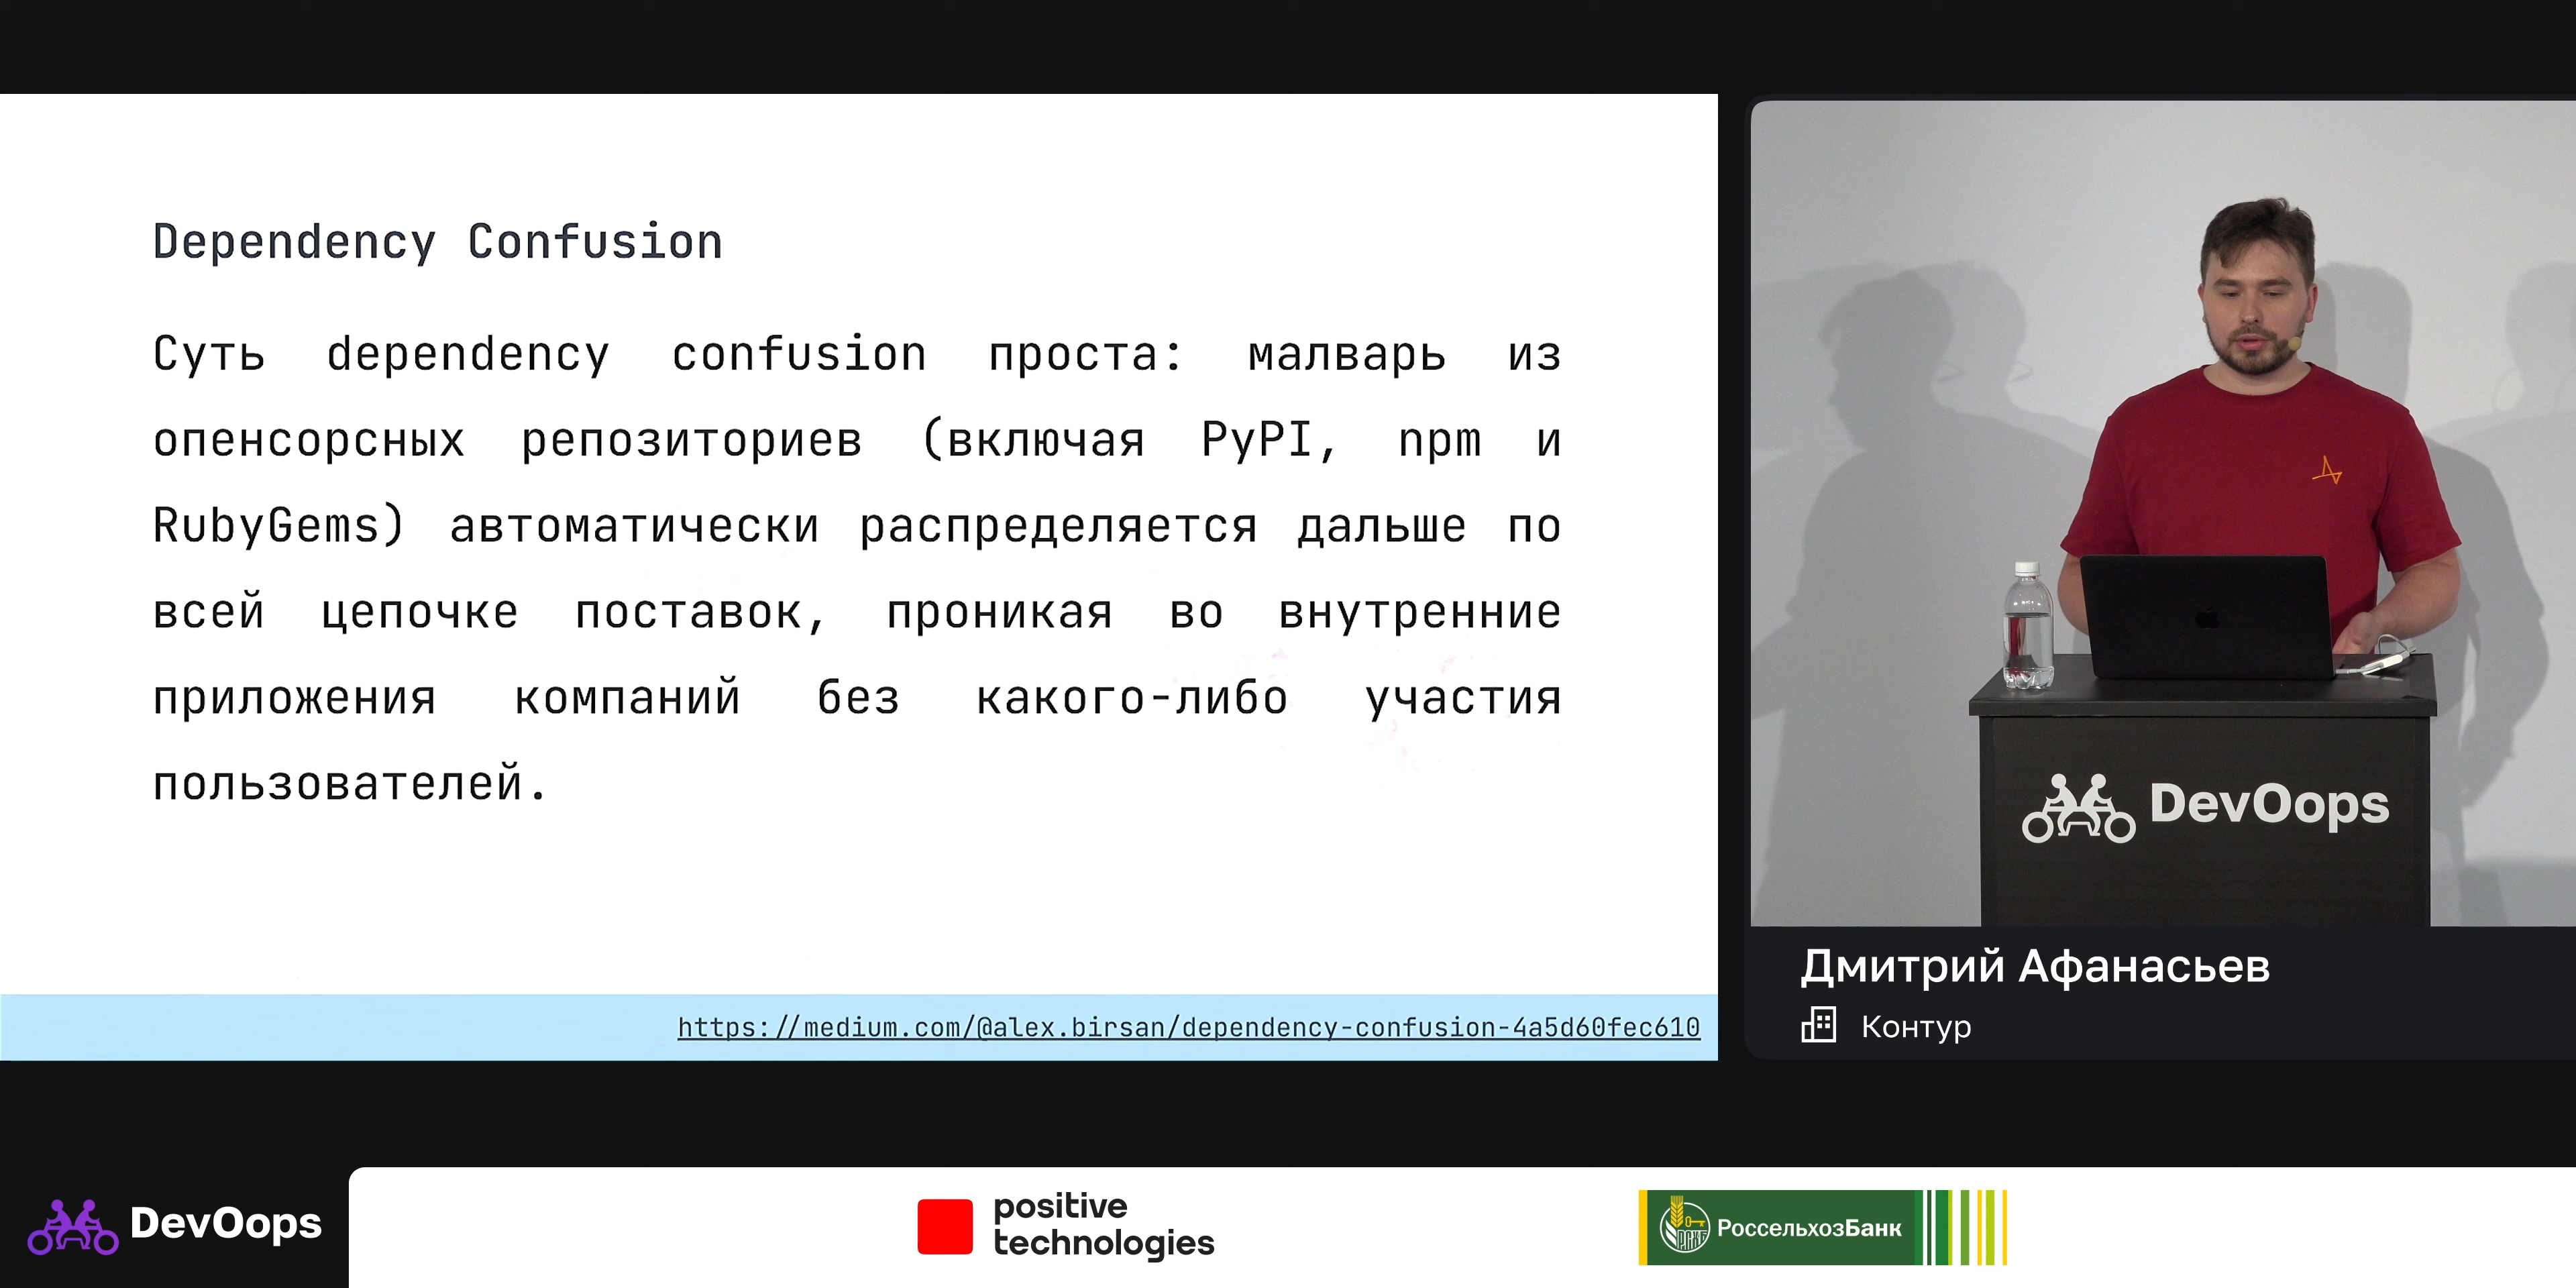 Dependency Confusion
Суть dependency confusion проста: малварь из
опенсорсных репозиториев (включая PyPI, npm и
RubyGems) автоматически распределяется дальше по
всей цепочке поставок, проникая во внутренние
приложения компаний без какого-либо участия
пользователей.
https://medium.com/@alex.birsan/dependency-confusion-4a5d60fec610
DevOops
Дмитрий Афанасьев
Контур
DevOops
positive
technologies
РСХБ
РоссельхозБанк